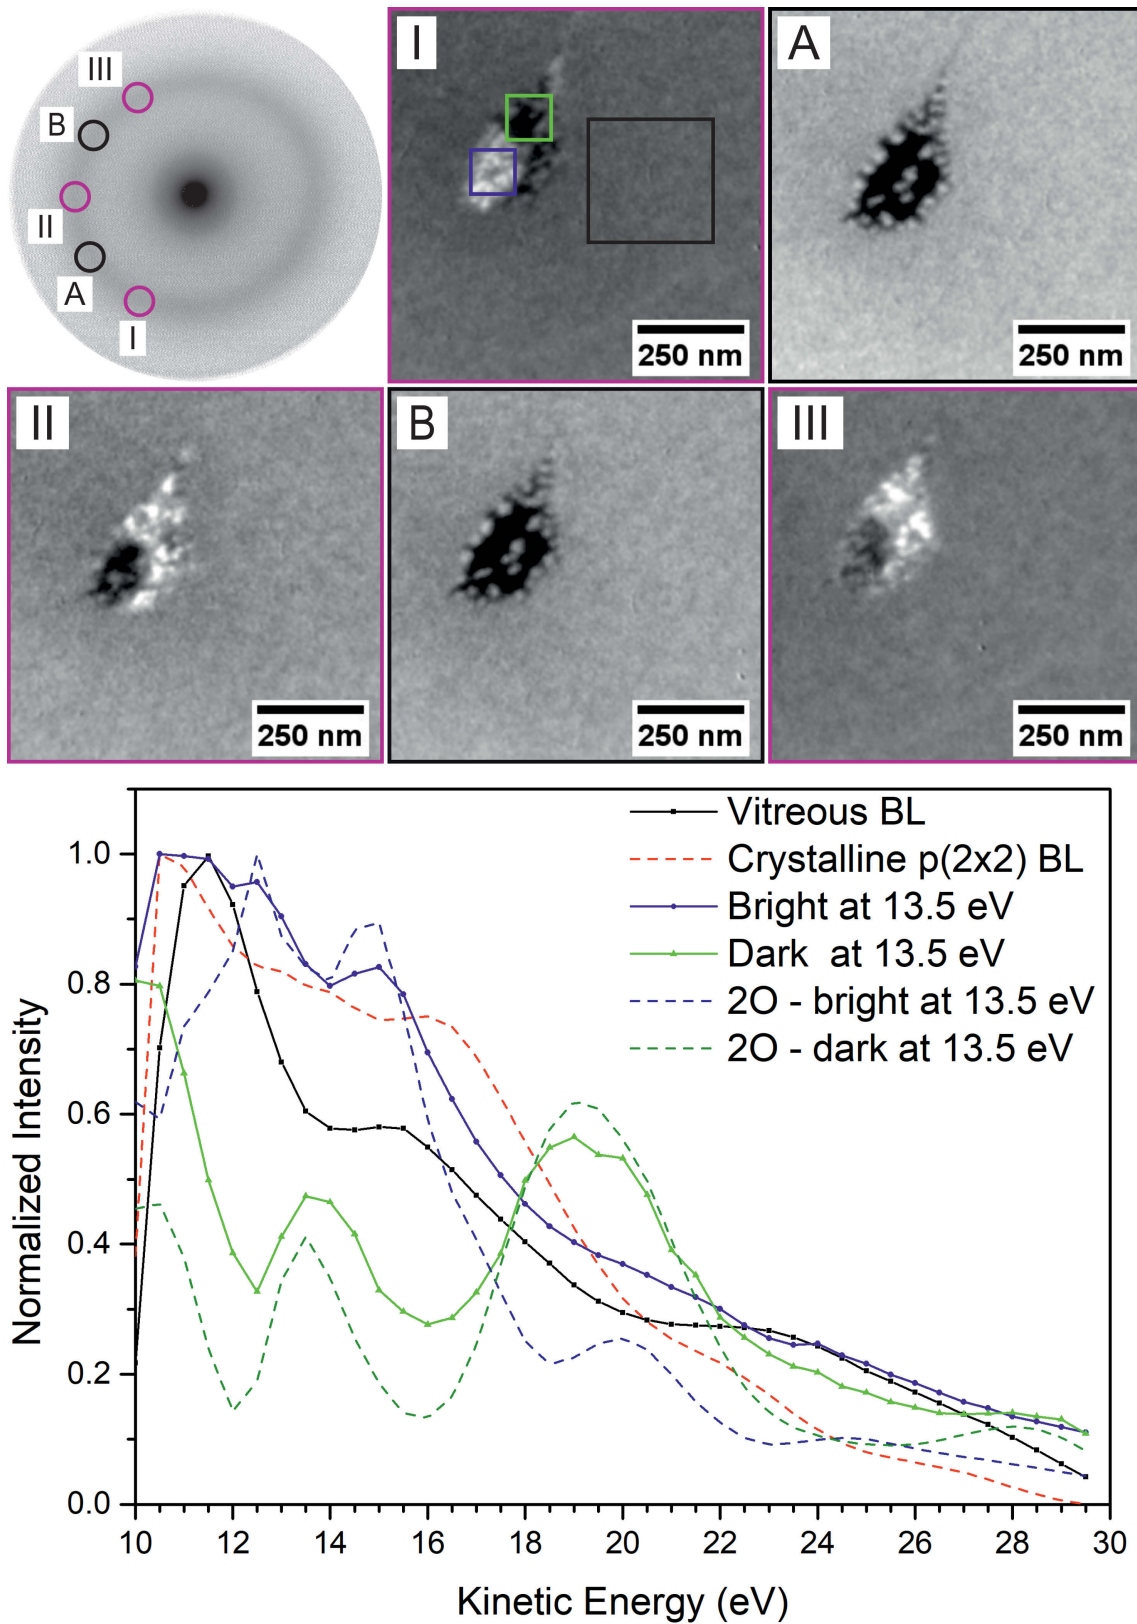 III
B
II
A
I
I
250 nm
A
250 nm
II
250 nm
B
250 nm
III
250 nm
Vitreous BL
Crystalline p(2x2) BL
Bright at 13.5 eV
Dark at 13.5 eV
2O - bright at 13.5 eV
2O - dark at 13.5 eV
Normalized Intensity
1.0
0.8
0.6
0.4
0.2
0.0
10 12 14 16 18 20 22 24 26 28 30
Kinetic Energy (eV)